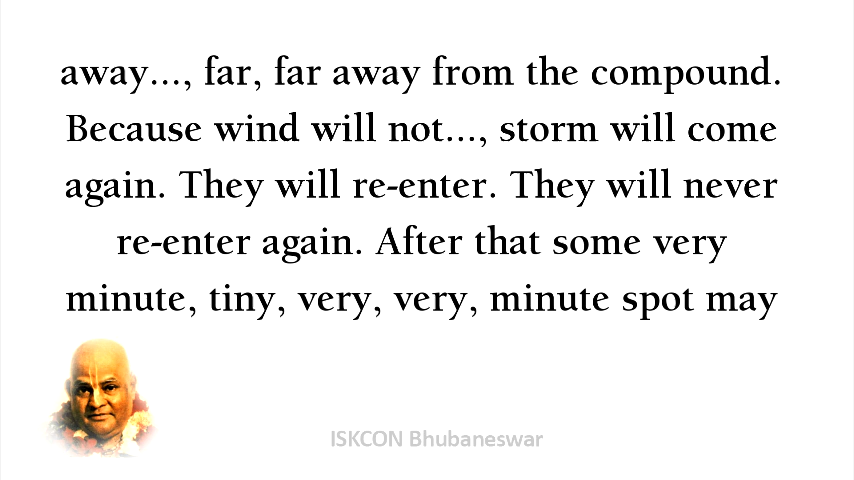 away..., far, far away from the compound.
Because wind will not..., storm will come
again. They will re-enter. They will never
re-enter again. After that some very
minute, tiny, very, very, minute spot may
ISKCON Bhubaneswar